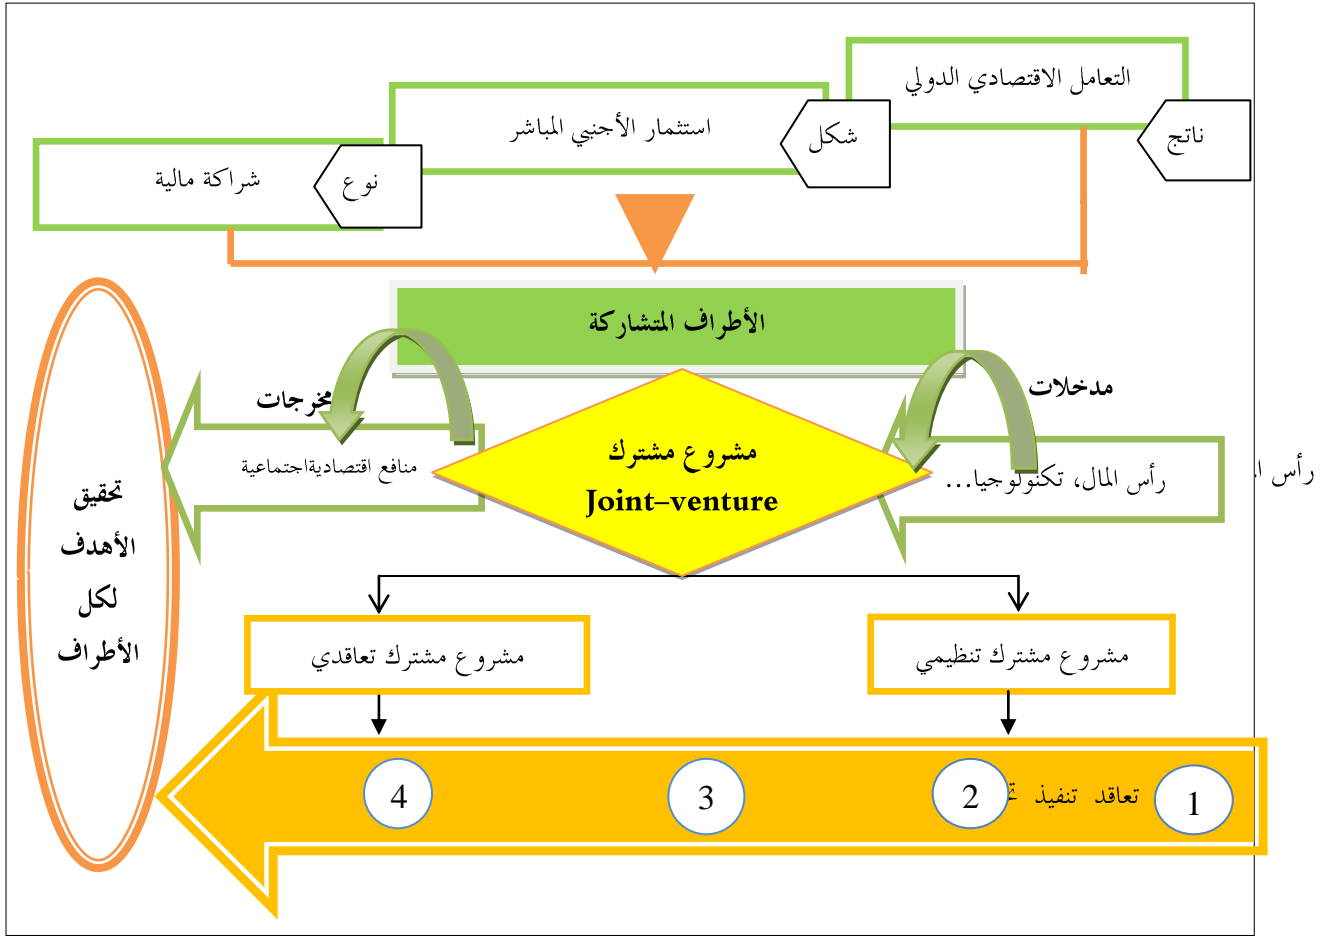 التعامل الاقتصادي الدولي
ناتج
استثمار الأجنبي المباشر
شكل
شراكة مالية
نوع
الأطراف المتشاركة
مدخلات
مخرجات
مشروع مشترك
Joint–venture
رأس المال، تكنولوجيا...
رأس
منافع اقتصاديةاجتماعية
تحقيق
الأهدف
لكل
الأطراف
مشروع مشترك تنظيمي
مشروع مشترك تعاقدي
1
تعاقد تنفيذ
2
3
4